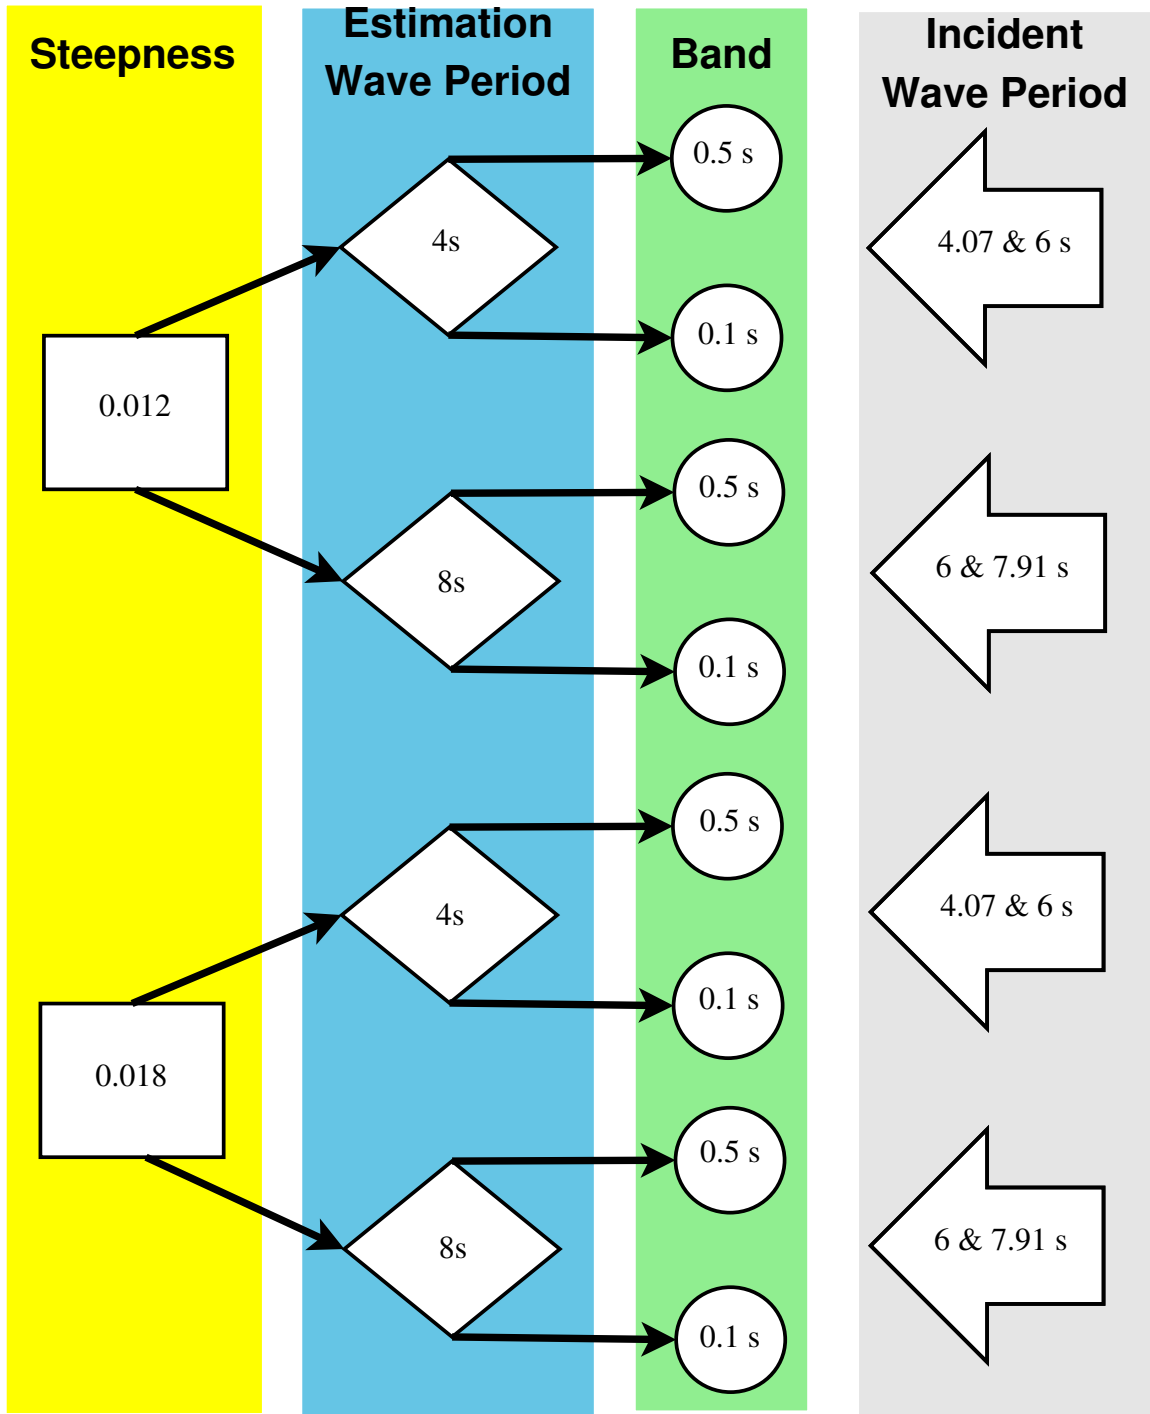 Steepness
Estimation
Wave Period
Band
Incident
Wave Period
0.5 s
4s
4.07 & 6 s
0.1 s
0.012
0.5 s
8s
6 & 7.91 s
0.1 s
0.5 s
4s
4.07 & 6 s
0.1 s
0.018
0.5 s
8s
6 & 7.91 s
0.1 s